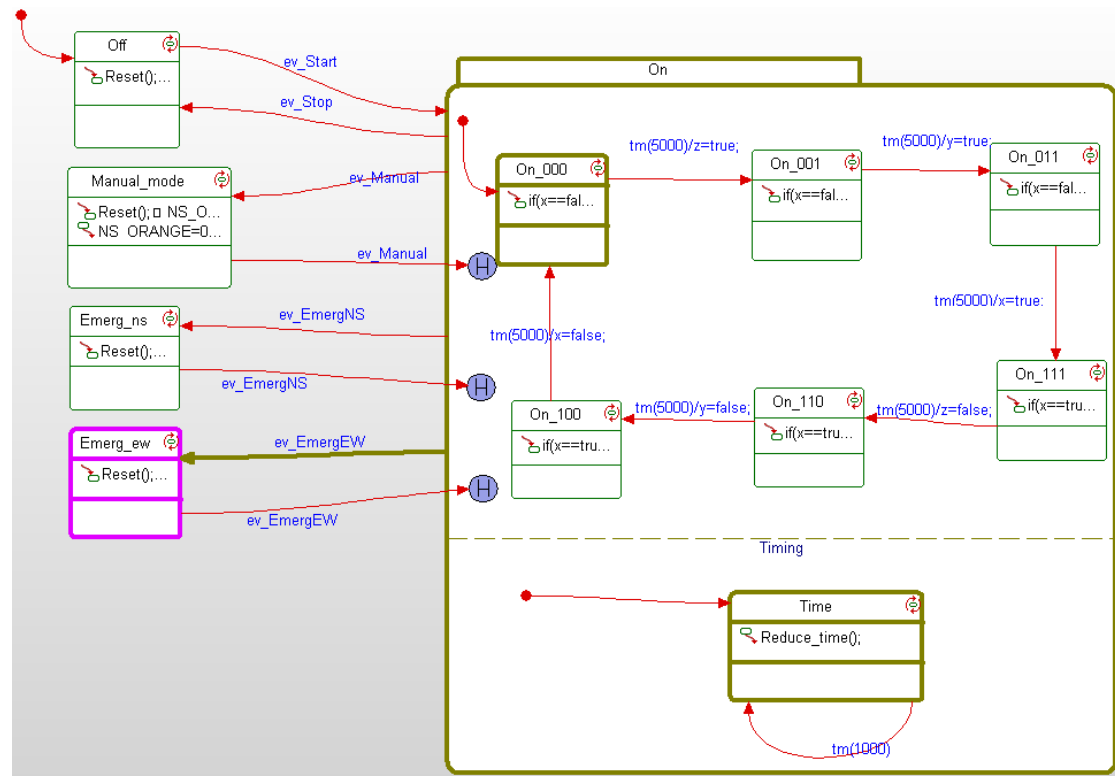 Off
Reset();...
ev_Start
ev_Stop
On
Manual_mode
Reset();□ NS_O...
NS_ORANGE=0...
ev_Manual
ev_Manual
H
Emerg_ns
Reset();...
ev_EmergNS
ev_EmergNS
H
Emerg_ew
Reset();...
ev_EmergEW
ev_EmergEW
H
On_000
if(x==fal...
tm(5000)/z=true;
On_001
if(x==fal...
tm(5000)/y=true;
On_011
if(x==fal...
tm(5000)/x=true;
On_111
if(x==tru...
tm(5000)/z=false;
On_110
if(x==tru...
tm(5000)/y=false;
On_100
if(x==tru...
tm(5000)/x=false;
Timing
Time
Reduce_time();
tm(1000)